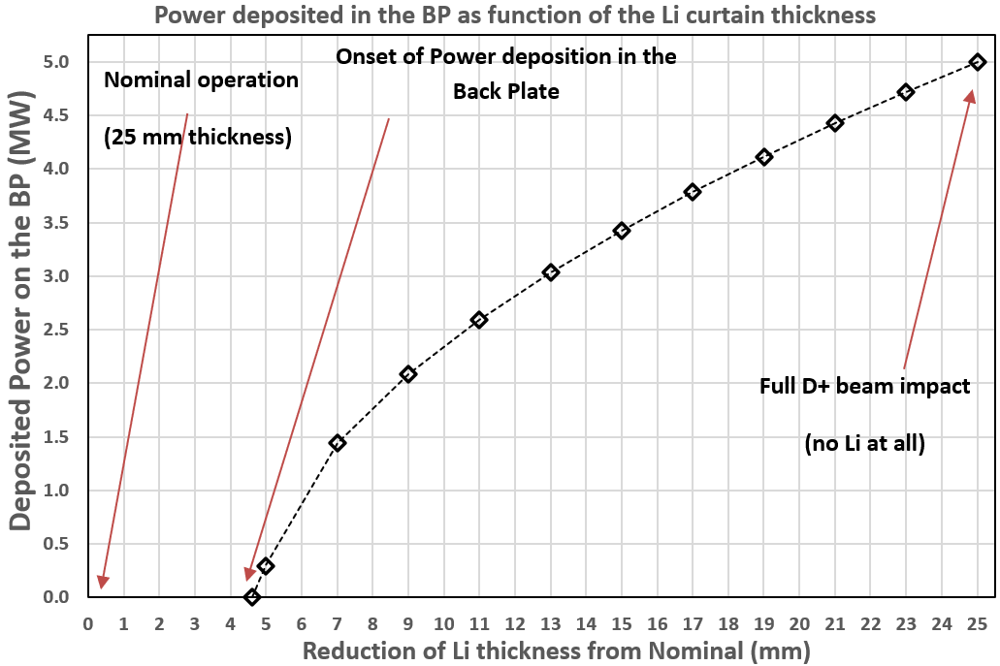 Power deposited in the BP as function of the Li curtain thickness
Deposited Power on the BP (MW)
5.0
4.5
4.0
3.5
3.0
2.5
2.0
1.5
1.0
0.5
0.0
Nominal operation
(25 mm thickness)
Onset of Power deposition in the
Back Plate
Full D+ beam impact
(no Li at all)
0 1 2 3 4 5 6 7 8 9 10 11 12 13 14 15 16 17 18 19 20 21 22 23 24 25
Reduction of Li thickness from Nominal (mm)